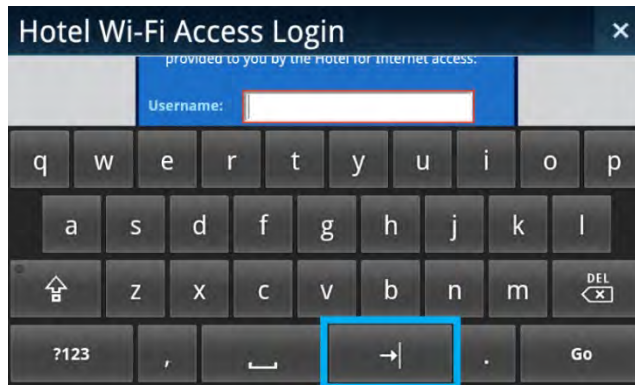 Hotel Wi-Fi Access Login ×
provided to you by the Hotel for Internet access:
Username:
q w e r t y u i o p
a s d f g h j k l
z x c v b n m DEL
?123 , . Go